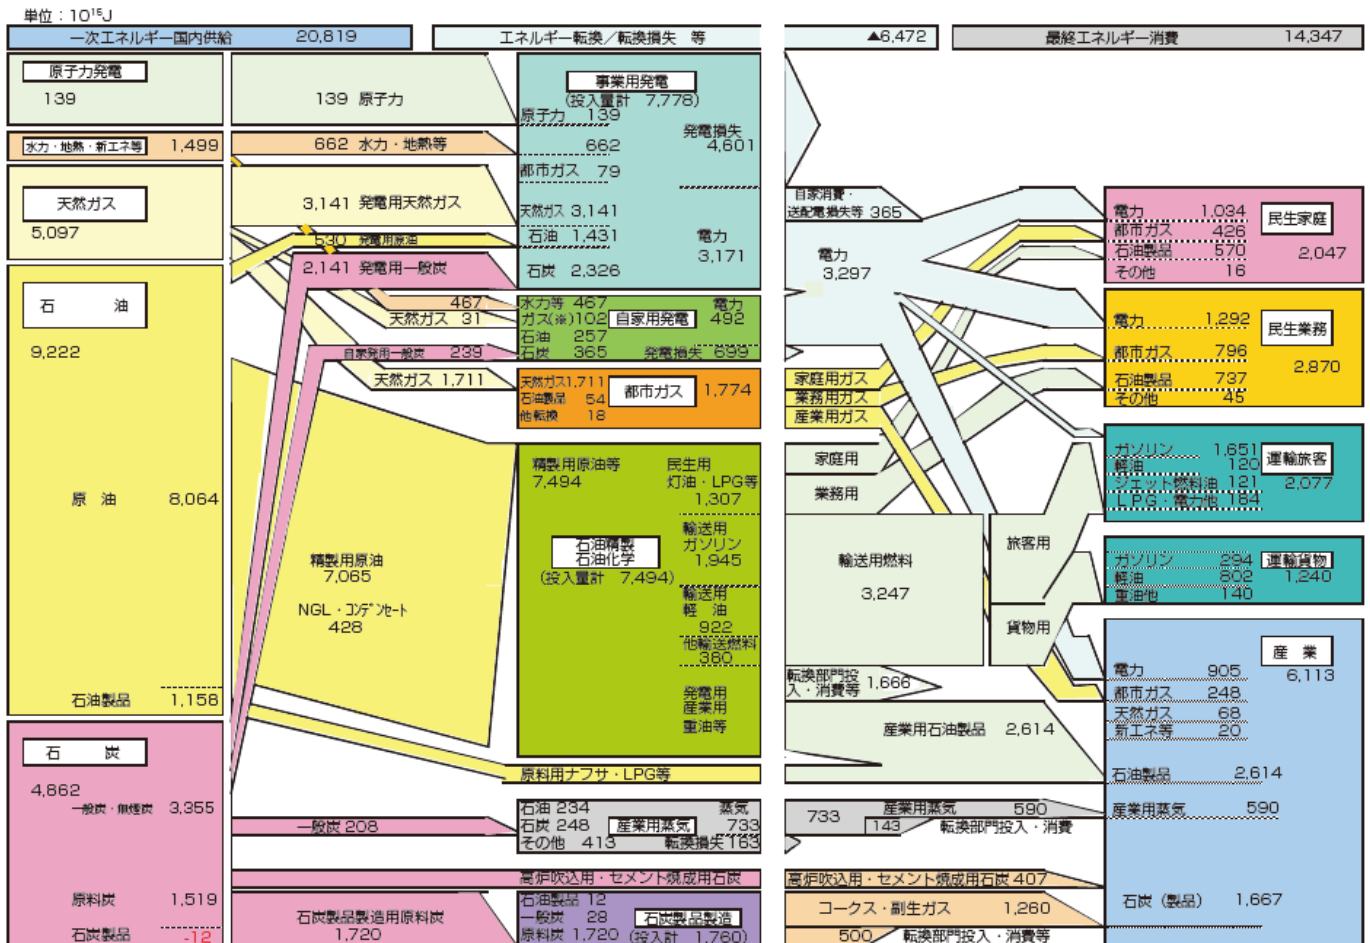 単位：10¹⁵J
一次エネルギー国内供給 20,819
エネルギー転換／転換損失 等 ▲6,472
最終エネルギー消費 14,347
原子力発電
139
水力・地熱・新エネ等 1,499
天然ガス
5,097
石 油
9,222
原 油 8,064
石油製品 1,158
石 炭
4,862
一般炭・無煙炭 3,355
原料炭 1,519
石炭製品 -12
139 原子力
662 水力・地熱等
3,141 発電用天然ガス
530 発電用原油
2,141 発電用一般炭
467
天然ガス 31
自家発用一般炭 239
天然ガス 1,711
精製用原油
7,065
NGL・コンデンセート
428
一般炭 208
石炭製品製造用原料炭
1,720
事業用発電
(投入量計 7,778)
原子力 139
発電損失
4,601
662
都市ガス 79
天然ガス 3,141
石油 1,431
電力
3,171
石炭 2,326
水力等 467
電力
ガス(※)102 自家用発電 492
石油 257
石炭 365 発電損失 699
天然ガス1,711
石油製品 54
他転換 18
都市ガス 1,774
精製用原油等
7,494
民生用
灯油・LPG等
1,307
輸送用
ガソリン
1,945
石油精製
石油化学
(投入量計 7,494)
輸送用
軽 油
922
他輸送燃料
380
発電用
産業用
重油等
原料用ナフサ・LPG等
石油 234 蒸気
石炭 248 産業用蒸気 733
その他 413 転換損失 163
高炉吹込用・セメント焼成用石炭
石油製品 12
一般炭 28 石炭製品製造
原料炭 1,720 (投入計 1,760)
自家消費・
送配電損失等 365
電力
3,297
家庭用ガス
業務用ガス
産業用ガス
家庭用
業務用
輸送用燃料
3,247
旅客用
貨物用
転換部門投
入・消費等 1,666
産業用石油製品 2,614
733
産業用蒸気 590
143 転換部門投入・消費
高炉吹込用・セメント焼成用石炭 407
コークス・副生ガス 1,260
500 転換部門投入・消費等
電力 1,034
都市ガス 426
石油製品 570
その他 16
民生家庭
2,047
電力 1,292
都市ガス 796
石油製品 737
その他 45
民生業務
2,870
ガソリン 1,651
軽油 120
ジェット燃料油 121
LPG・電力他 184
運輸旅客
2,077
ガソリン 294
軽油 802
重油他 140
運輸貨物
1,240
産 業
6,113
電力 905
都市ガス 248
天然ガス 68
新エネ等 20
石油製品 2,614
産業用蒸気 590
石炭（製品） 1,667